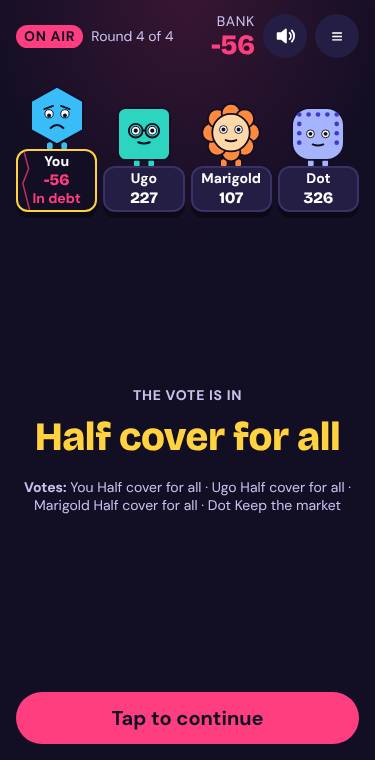 ON AIR
Round 4 of 4
BANK
-56
You
-56
In debt
Ugo
227
Marigold
107
Dot
326
THE VOTE IS IN
Half cover for all
Votes: You Half cover for all · Ugo Half cover for all ·
Marigold Half cover for all · Dot Keep the market
Tap to continue